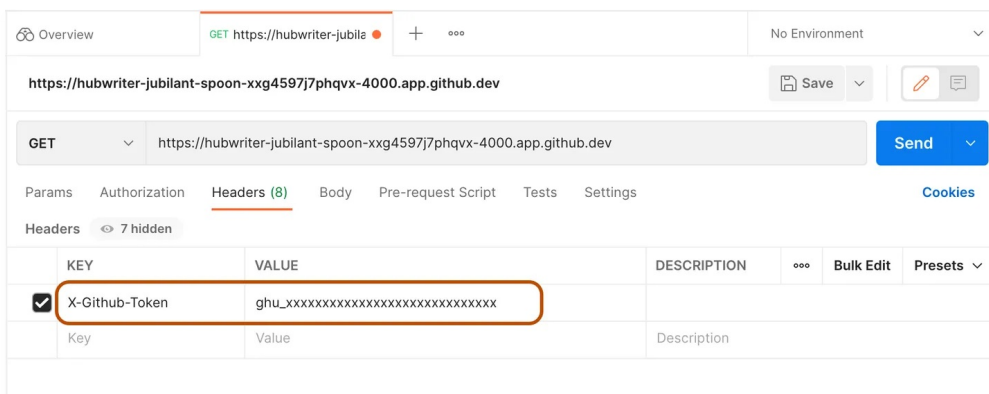 Overview
GET https://hubwriter-jubila
No Environment
https://hubwriter-jubilant-spoon-xxg4597j7phqvx-4000.app.github.dev
Save
GET
https://hubwriter-jubilant-spoon-xxg4597j7phqvx-4000.app.github.dev
Send
Params Authorization Headers (8) Body Pre-request Script Tests Settings Cookies
Headers 7 hidden
KEY VALUE DESCRIPTION Bulk Edit Presets
X-Github-Token ghu_xxxxxxxxxxxxxxxxxxxxxxxxxxxxx
Key Value Description